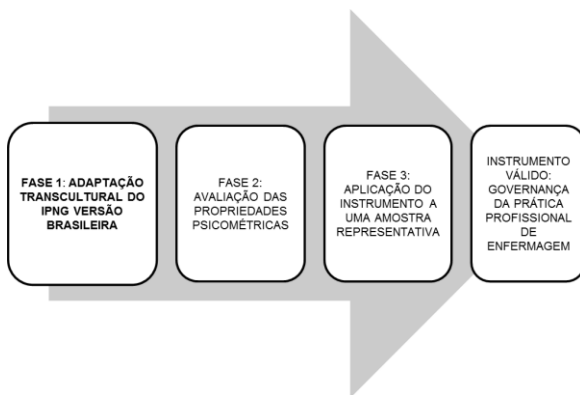 FASE 1: ADAPTAÇÃO
TRANSCULTURAL DO
IPNG VERSÃO
BRASILEIRA
FASE 2:
AVALIAÇÃO DAS
PROPRIEDADES
PSICOMÉTRICAS
FASE 3:
APLICAÇÃO DO
INSTRUMENTO A
UMA AMOSTRA
REPRESENTATIVA
INSTRUMENTO
VÁLIDO:
GOVERNANÇA
DA PRÁTICA
PROFISSIONAL
DE
ENFERMAGEM